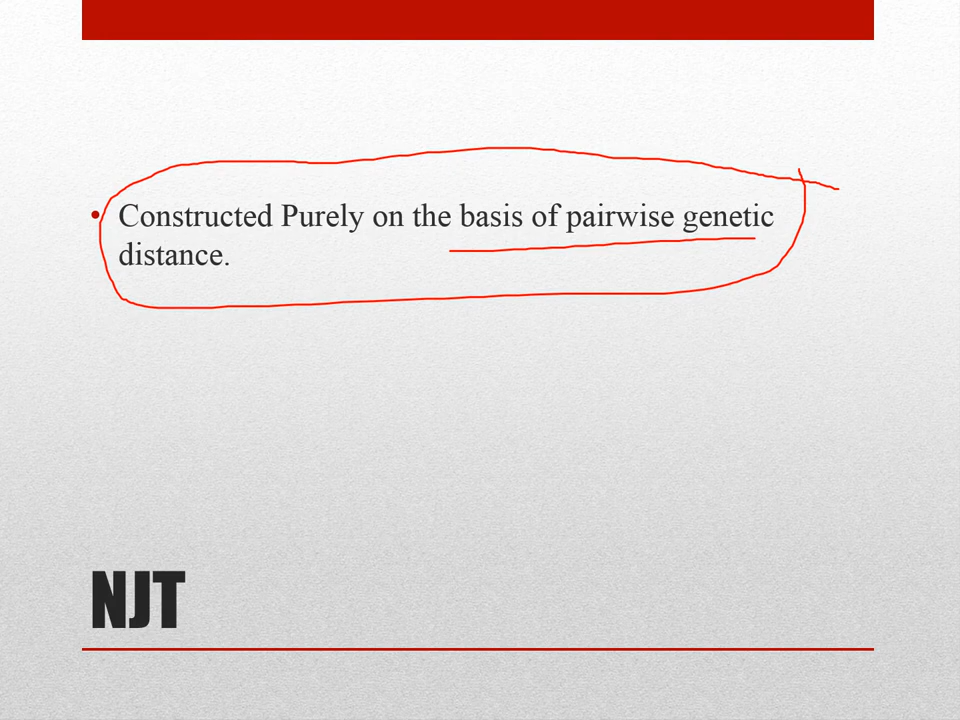 • Constructed Purely on the basis of pairwise genetic
distance.
NJT